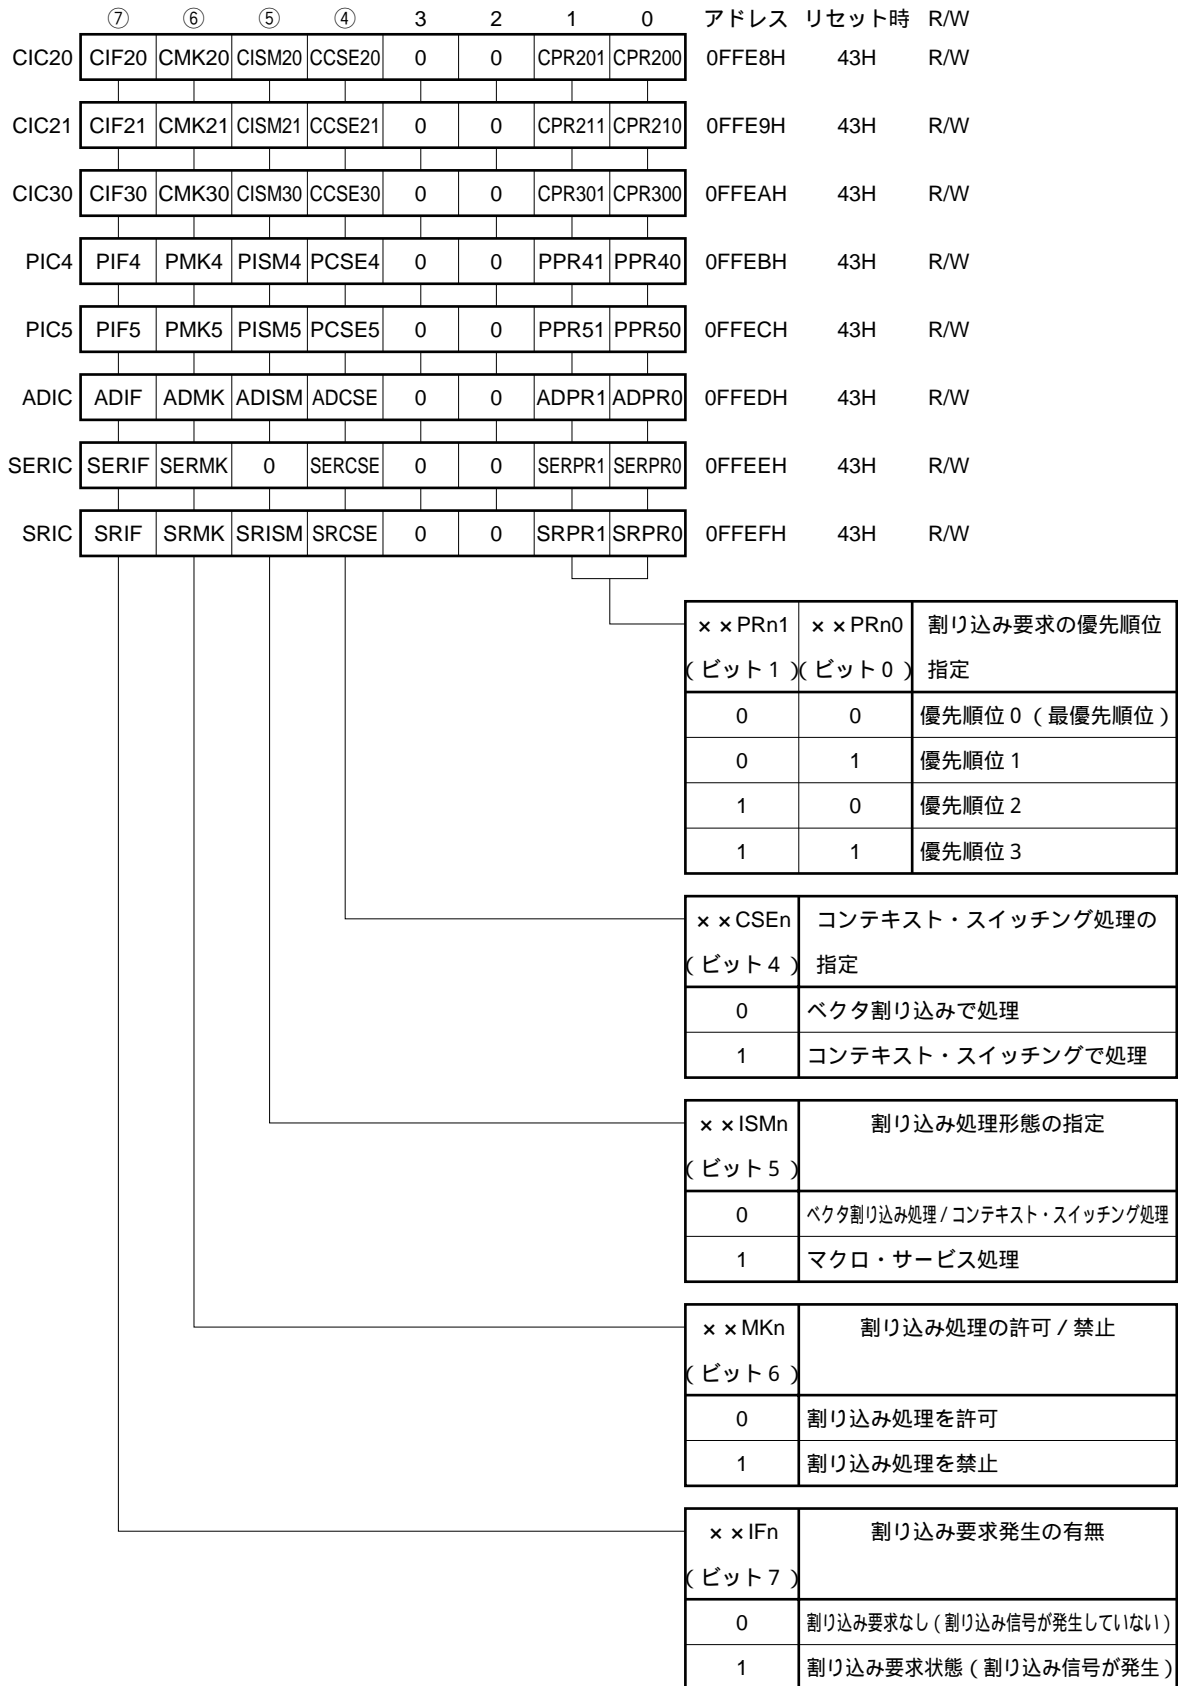 ⑦ ⑥ ⑤ ④ 3 2 1 0 アドレス リセット時 R/W
CIC20 CIF20 CMK20 CISM20 CCSE20 0 0 CPR201 CPR200 0FFE8H 43H R/W
CIC21 CIF21 CMK21 CISM21 CCSE21 0 0 CPR211 CPR210 0FFE9H 43H R/W
CIC30 CIF30 CMK30 CISM30 CCSE30 0 0 CPR301 CPR300 0FFEAH 43H R/W
PIC4 PIF4 PMK4 PISM4 PCSE4 0 0 PPR41 PPR40 0FFEBH 43H R/W
PIC5 PIF5 PMK5 PISM5 PCSE5 0 0 PPR51 PPR50 0FFECH 43H R/W
ADIC ADIF ADMK ADISM ADCSE 0 0 ADPR1 ADPR0 0FFEDH 43H R/W
SERIC SERIF SERMK 0 SERCSE 0 0 SERPR1 SERPR0 0FFEEH 43H R/W
SRIC SRIF SRMK SRISM SRCSE 0 0 SRPR1 SRPR0 0FFEFH 43H R/W
××PRn1 ××PRn0 割り込み要求の優先順位
(ビット1) (ビット0) 指定
0 0 優先順位0(最優先順位)
0 1 優先順位1
1 0 優先順位2
1 1 優先順位3
××CSEn コンテキスト・スイッチング処理の
(ビット4) 指定
0 ベクタ割り込みで処理
1 コンテキスト・スイッチングで処理
××ISMn 割り込み処理形態の指定
(ビット5)
0 ベクタ割り込み処理/コンテキスト・スイッチング処理
1 マクロ・サービス処理
××MKn 割り込み処理の許可/禁止
(ビット6)
0 割り込み処理を許可
1 割り込み処理を禁止
××IFn 割り込み要求発生の有無
(ビット7)
0 割り込み要求なし(割り込み信号が発生していない)
1 割り込み要求状態(割り込み信号が発生)